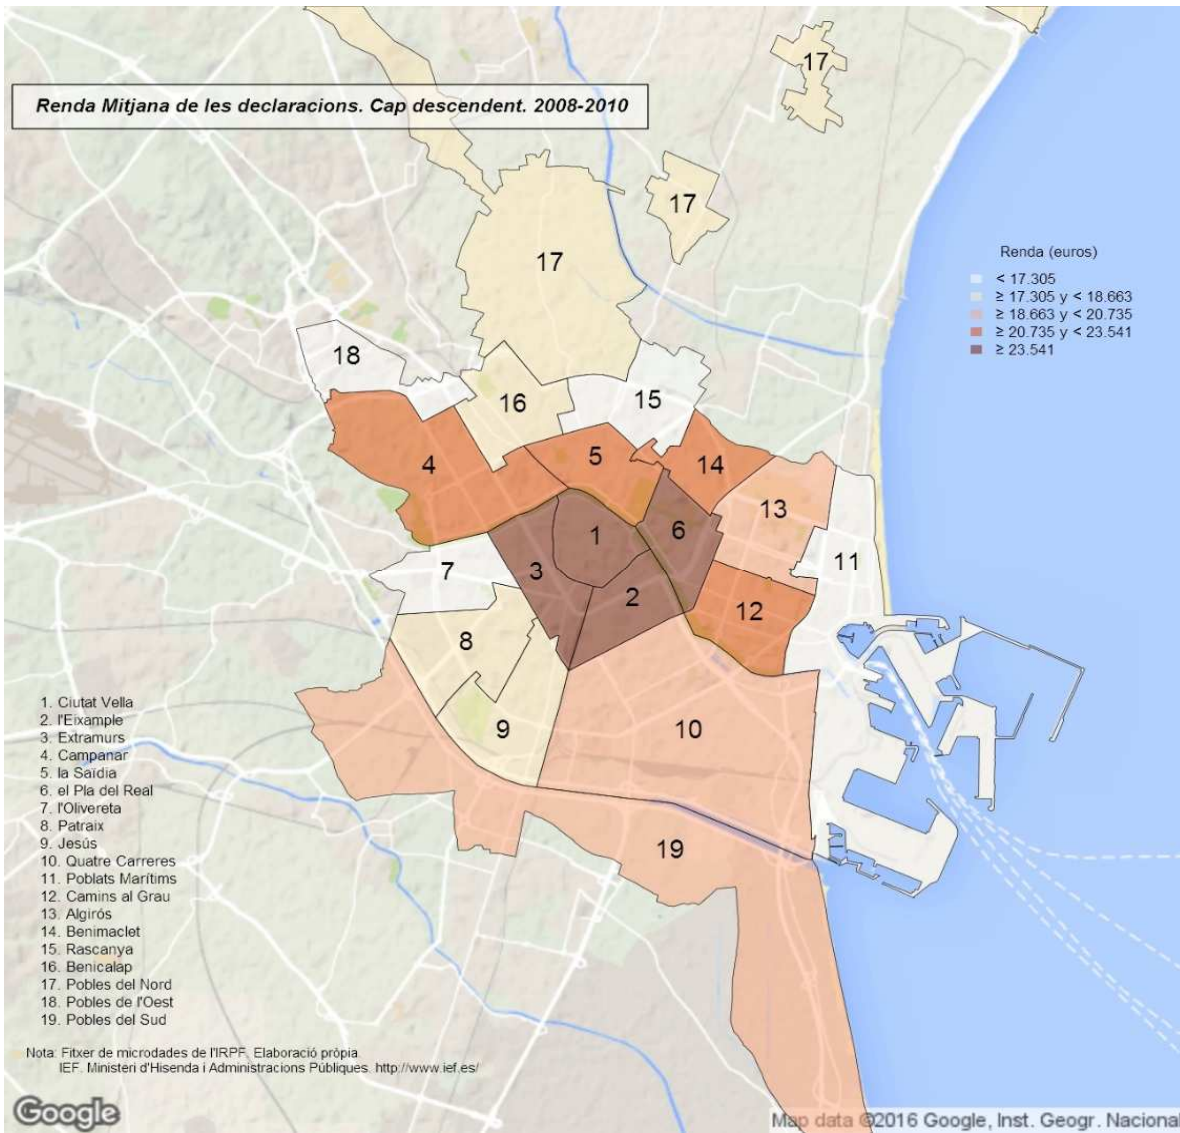 17
Renda Mitjana de les declaracions. Cap descendent. 2008-2010
17
17
Renda (euros)
< 17.305
≥ 17.305 y < 18.663
≥ 18.663 y < 20.735
≥ 20.735 y < 23.541
≥ 23.541
18
16
15
4
5
14
13
6
1
11
7
3
2
12
8
9
10
19
1. Ciutat Vella
2. l'Eixample
3. Extramurs
4. Campanar
5. la Saïdia
6. el Pla del Real
7. l'Olivereta
8. Patraix
9. Jesús
10. Quatre Carreres
11. Poblats Marítims
12. Camins al Grau
13. Algirós
14. Benimaclet
15. Rascanya
16. Benicalap
17. Pobles del Nord
18. Pobles de l'Oest
19. Pobles del Sud
Nota: Fitxer de microdades de l'IRPF. Elaboració pròpia.
IEF. Ministeri d'Hisenda i Administracions Públiques. http://www.ief.es/
Google
Map data ©2016 Google, Inst. Geogr. Nacional